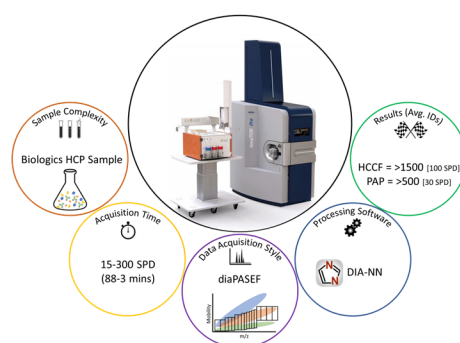 Sample Complexity
Biologics HCP Sample
Acquisition Time
15-300 SPD
(88-3 mins)
Data Acquisition Style
diaPASEF
Mobility
m/z
Processing Software
N
N
DIA-NN
Results (Avg. IDs)
HCCF = >1500 [100 SPD]
PAP = >500 [30 SPD]